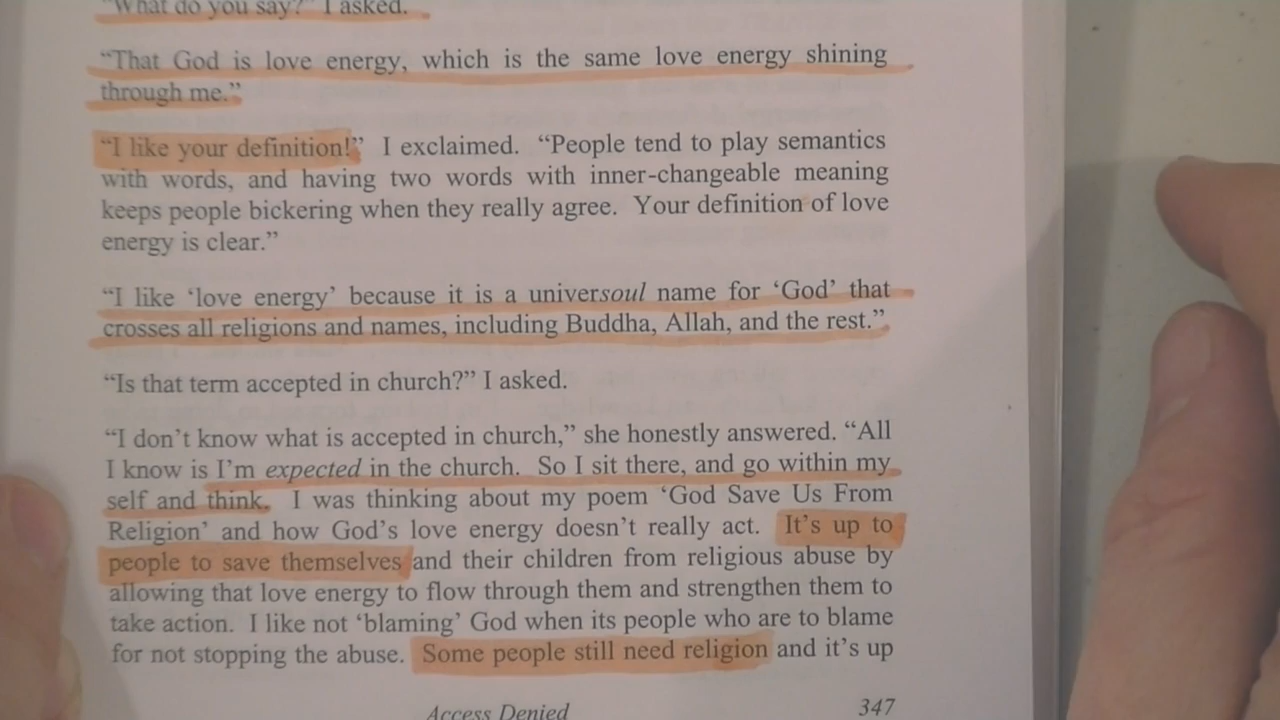 "What do you say?" I asked.
"That God is love energy, which is the same love energy shining
through me."
"I like your definition!" I exclaimed. "People tend to play semantics
with words, and having two words with inner-changeable meaning
keeps people bickering when they really agree. Your definition of love
energy is clear."
"I like 'love energy' because it is a universoul name for 'God' that
crosses all religions and names, including Buddha, Allah, and the rest."
"Is that term accepted in church?" I asked.
"I don't know what is accepted in church," she honestly answered. "All
I know is I'm expected in the church. So I sit there, and go within my
self and think. I was thinking about my poem 'God Save Us From
Religion' and how God's love energy doesn't really act. It's up to
people to save themselves and their children from religious abuse by
allowing that love energy to flow through them and strengthen them to
take action. I like not 'blaming' God when its people who are to blame
for not stopping the abuse. Some people still need religion and it's up
Access Denied 347